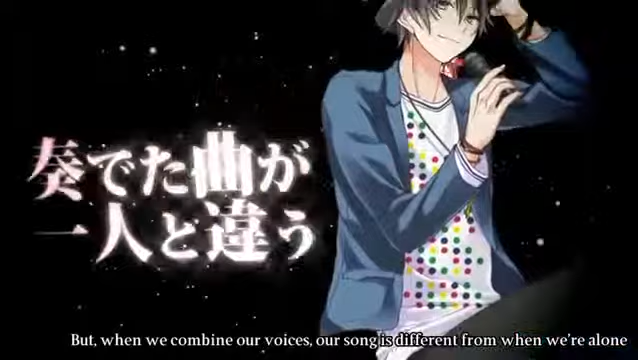 奏でた曲が
一人と違う
But, when we combine our voices, our song is different from when we're alone